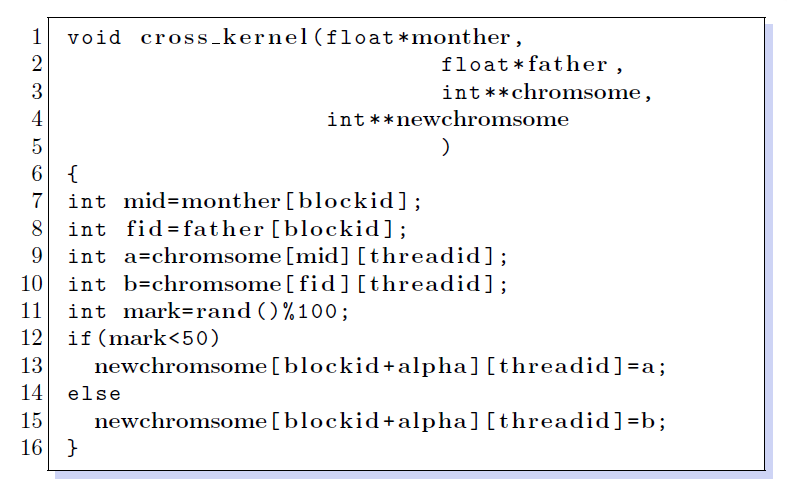 1 void cross_kernel(float*monther,
2 float*father,
3 int**chromsome,
4 int**newchromsome
5 )
6 {
7 int mid=monther[blockid];
8 int fid=father[blockid];
9 int a=chromsome[mid][threadid];
10 int b=chromsome[fid][threadid];
11 int mark=rand()%100;
12 if(mark<50)
13 newchromsome[blockid+alpha][threadid]=a;
14 else
15 newchromsome[blockid+alpha][threadid]=b;
16 }